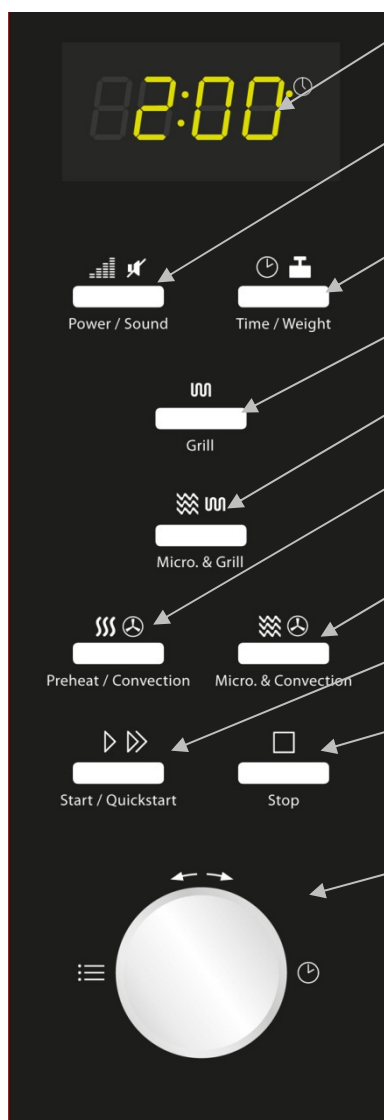 2:00
Power / Sound
Time / Weight
Grill
Micro. & Grill
Preheat / Convection
Micro. & Convection
Start / Quickstart
Stop